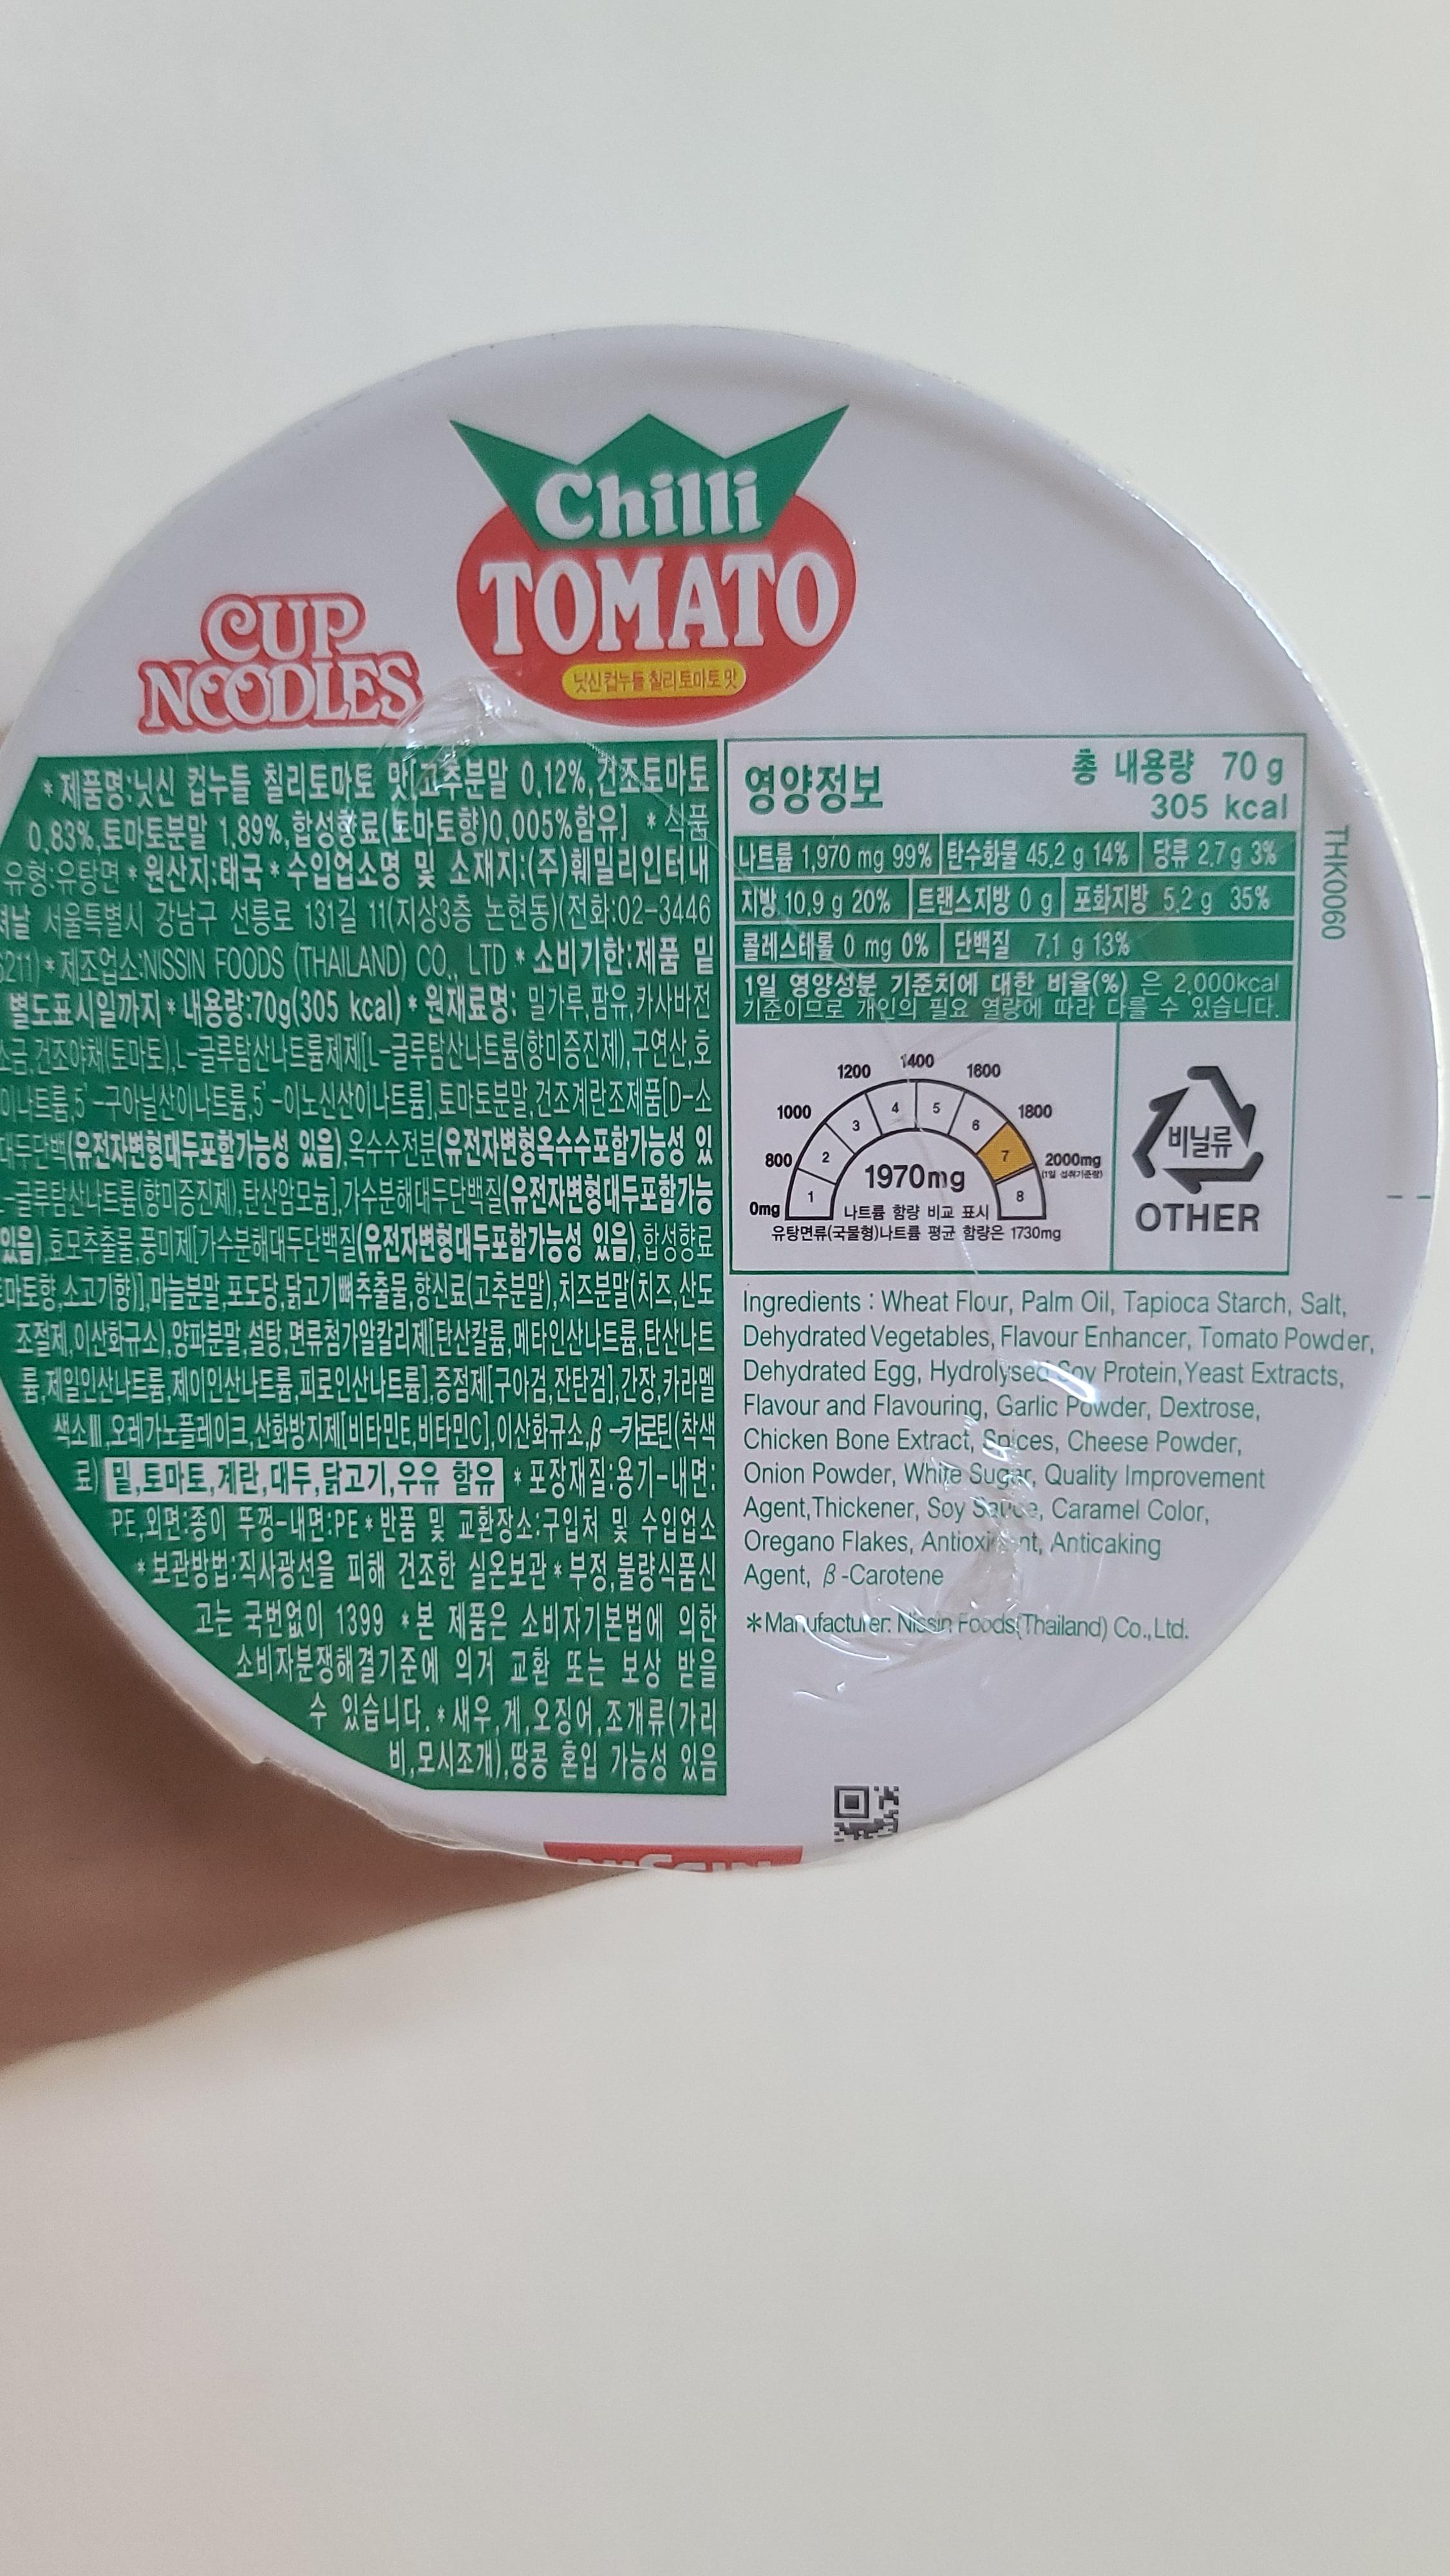 Chilli
TOMATO
닛신 컵누들 칠리토마토 맛
CUP
NOODLES
* 제품명:닛신 컵누들 칠리토마토 맛[고추분말 0.12%,건조토마토
0.83%,토마토분말 1.89%,합성향료(토마토향)0.005%함유] * 식품
유형:유탕면 * 원산지:태국 * 수입업소명 및 소재지:(주)훼밀리인터내
셔날 서울특별시 강남구 선릉로 131길 11(지상3층 논현동)(전화:02-3446
211) * 제조업소:NISSIN FOODS (THAILAND) CO., LTD * 소비기한:제품 밑
별도표시일까지 * 내용량:70g(305 kcal) * 원재료명: 밀가루,팜유,카사바전
소금,건조야채(토마토),L-글루탐산나트륨제제[L-글루탐산나트륨(향미증진제),구연산,호
이나트륨,5'-구아닐산이나트륨,5'-이노신산이나트륨],토마토분말,건조계란조제품[D-소
대두단백(유전자변형대두포함가능성 있음),옥수수전분(유전자변형옥수수포함가능성 있
-글루탐산나트륨(향미증진제),탄산암모늄],가수분해대두단백질(유전자변형대두포함가능
있음),효모추출물,풍미제[가수분해대두단백질(유전자변형대두포함가능성 있음),합성향료
토마토향,소고기향)],마늘분말,포도당,닭고기뼈추출물,향신료(고추분말),치즈분말(치즈,산도
조절제,이산화규소),양파분말,설탕,면류첨가알칼리제[탄산칼륨,메타인산나트륨,탄산나트
륨,제일인산나트륨,제이인산나트륨,피로인산나트륨],증점제[구아검,잔탄검],간장,카라멜
색소Ⅲ,오레가노플레이크,산화방지제[비타민E,비타민C],이산화규소,β-카로틴(착색
료) 밀,토마토,계란,대두,닭고기,우유 함유 * 포장재질:용기-내면:
PE,외면:종이 뚜껑-내면:PE * 반품 및 교환장소:구입처 및 수입업소
* 보관방법:직사광선을 피해 건조한 실온보관 * 부정,불량식품신
고는 국번없이 1399 * 본 제품은 소비자기본법에 의한
소비자분쟁해결기준에 의거 교환 또는 보상 받을
수 있습니다. * 새우,게,오징어,조개류(가리
비,모시조개),땅콩 혼입 가능성 있음
영양정보
총 내용량 70 g
305 kcal
나트륨 1,970 mg 99% 탄수화물 45.2 g 14% 당류 2.7 g 3%
지방 10.9 g 20% 트랜스지방 0 g 포화지방 5.2 g 35%
콜레스테롤 0 mg 0% 단백질 7.1 g 13%
1일 영양성분 기준치에 대한 비율(%) 은 2,000kcal
기준이므로 개인의 필요 열량에 따라 다를 수 있습니다.
0mg 800 1000 1200 1400 1600 1800 2000mg
(1일 섭취기준량)
1 2 3 4 5 6 7 8
1970mg
나트륨 함량 비교 표시
유탕면류(국물형)나트륨 평균 함량은 1730mg
비닐류
OTHER
THK0060
Ingredients : Wheat Flour, Palm Oil, Tapioca Starch, Salt,
Dehydrated Vegetables, Flavour Enhancer, Tomato Powder,
Dehydrated Egg, Hydrolysed Soy Protein,Yeast Extracts,
Flavour and Flavouring, Garlic Powder, Dextrose,
Chicken Bone Extract, Spices, Cheese Powder,
Onion Powder, White Sugar, Quality Improvement
Agent,Thickener, Soy Sauce, Caramel Color,
Oregano Flakes, Antioxidant, Anticaking
Agent, β-Carotene
*Manufacturer: Nissin Foods(Thailand) Co.,Ltd.
NISSIN